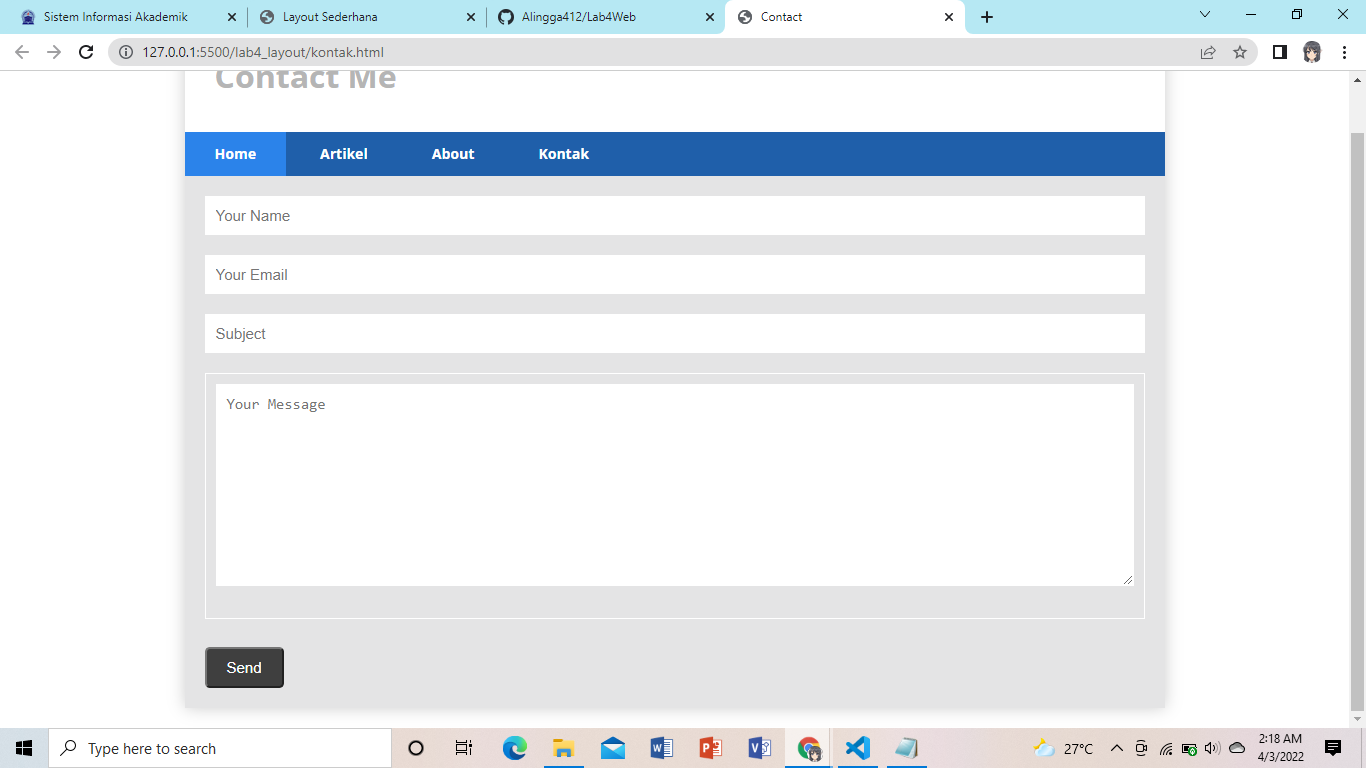 Sistem Informasi Akademik
Layout Sederhana
Alingga412/Lab4Web
Contact
127.0.0.1:5500/lab4_layout/kontak.html
Contact Me
Home Artikel About Kontak
Your Name
Your Email
Subject
Your Message
Send
Type here to search
27°C
2:18 AM
4/3/2022